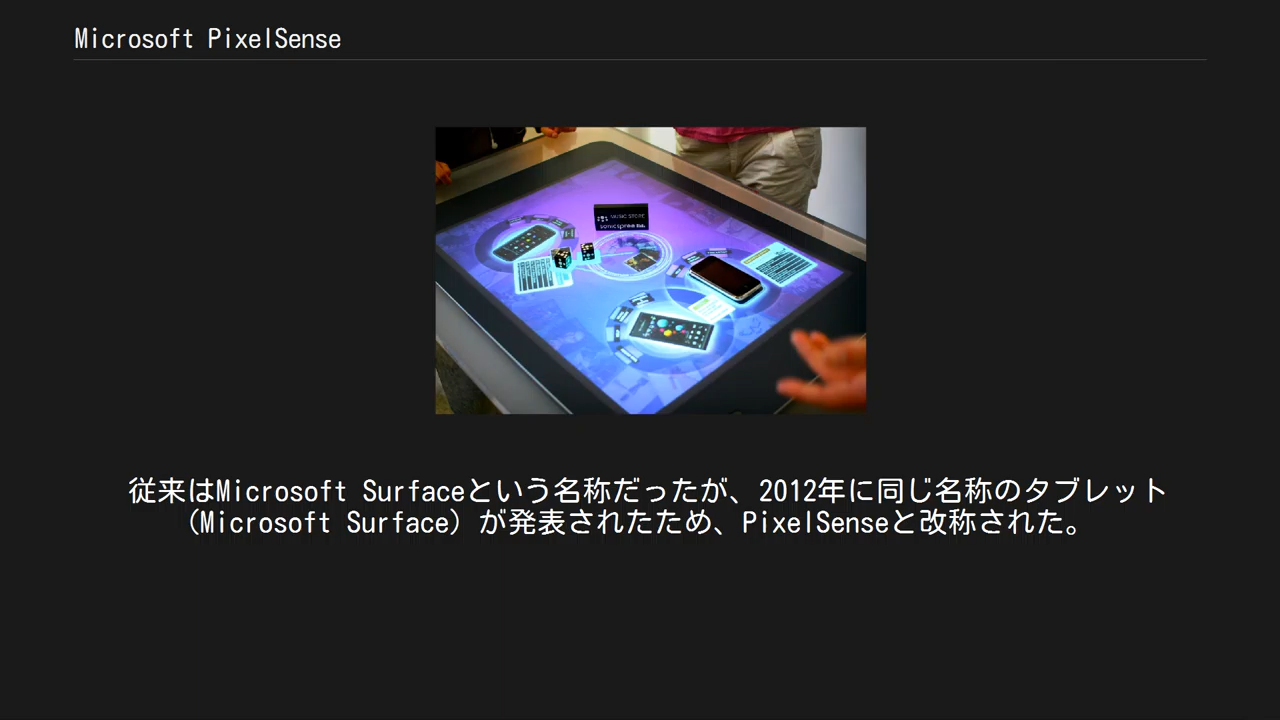 Microsoft PixelSense
MUSIC STORE
従来はMicrosoft Surfaceという名称だったが、2012年に同じ名称のタブレット
（Microsoft Surface）が発表されたため、PixelSenseと改称された。